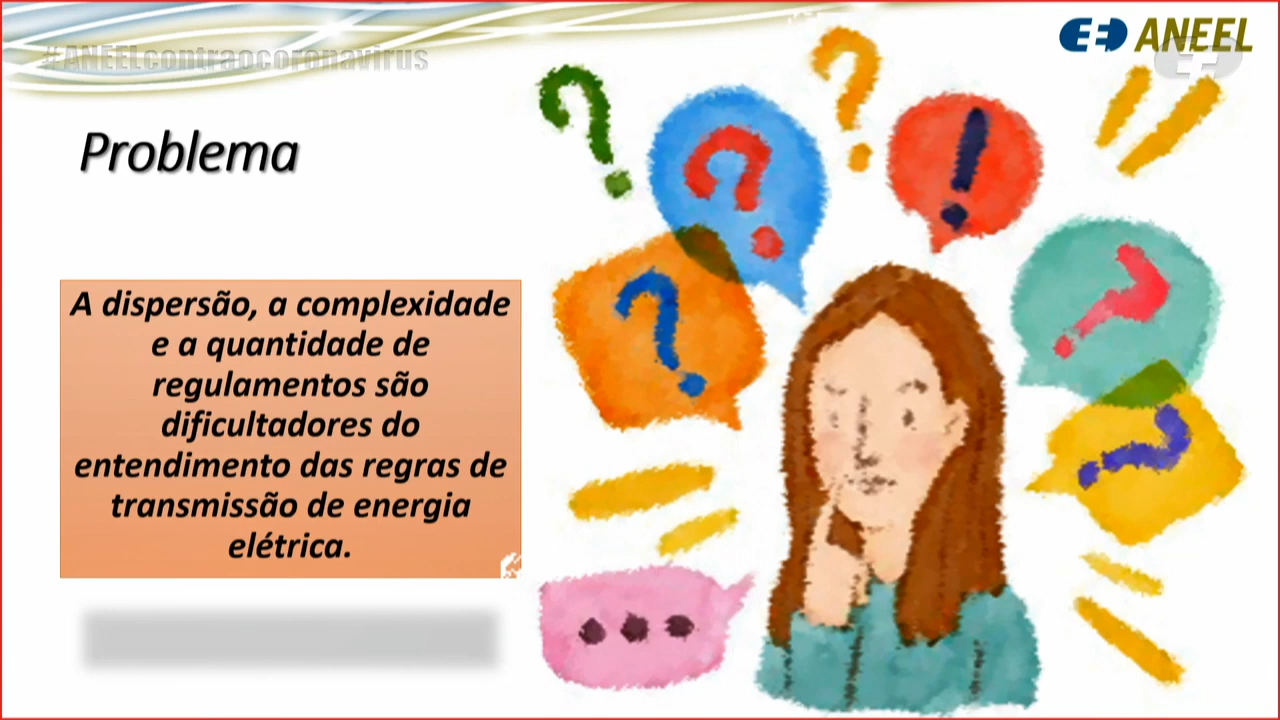 #ANEELcontraocoronavirus
ANEEL
Problema
A dispersão, a complexidade
e a quantidade de
regulamentos são
dificultadores do
entendimento das regras de
transmissão de energia
elétrica.